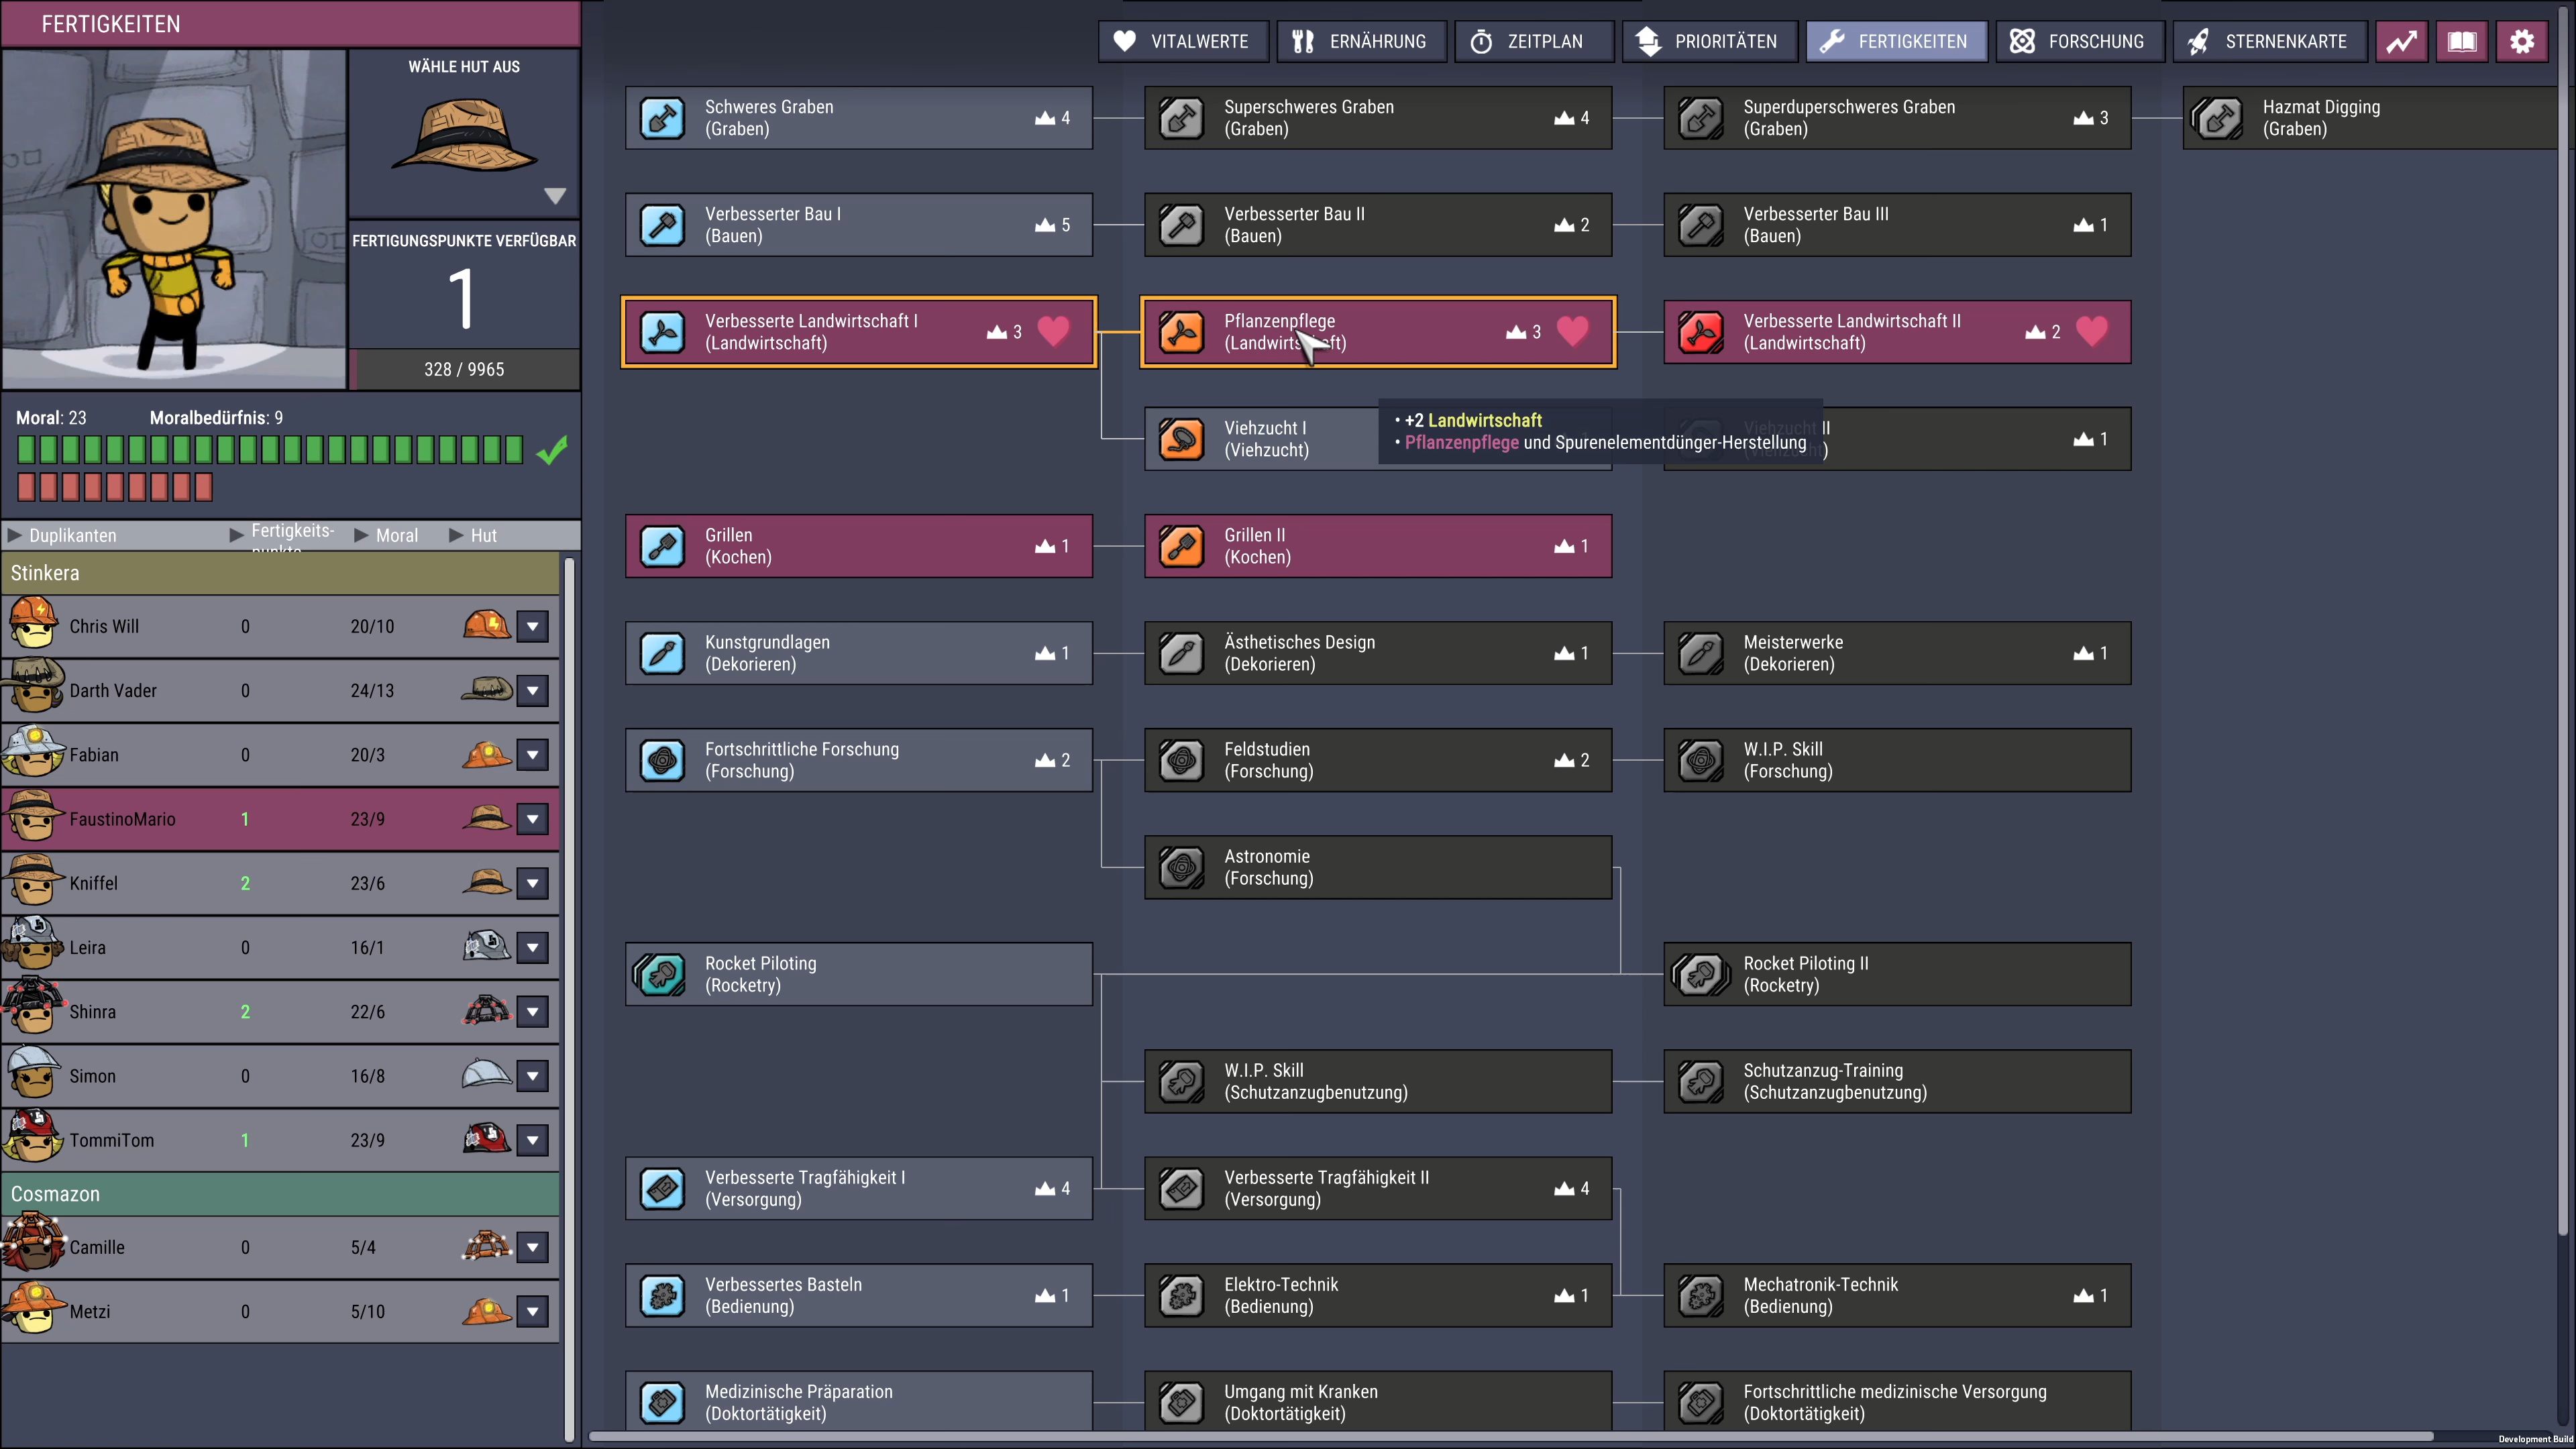 FERTIGKEITEN
VITALWERTE
ERNÄHRUNG
ZEITPLAN
PRIORITÄTEN
FERTIGKEITEN
FORSCHUNG
STERNENKARTE
WÄHLE HUT AUS
FERTIGUNGSPUNKTE VERFÜGBAR
1
328 / 9965
Moral: 23
Moralbedürfnis: 9
Duplikanten
Fertigkeits-
punkte
Moral
Hut
Stinkera
Chris Will 0 20/10
Darth Vader 0 24/13
Fabian 0 20/3
FaustinoMario 1 23/9
Kniffel 2 23/6
Leira 0 16/1
Shinra 2 22/6
Simon 0 16/8
TommiTom 1 23/9
Cosmazon
Camille 0 5/4
Metzi 0 5/10
Schweres Graben
(Graben)
4
Superschweres Graben
(Graben)
4
Superduperschweres Graben
(Graben)
3
Hazmat Digging
(Graben)
Verbesserter Bau I
(Bauen)
5
Verbesserter Bau II
(Bauen)
2
Verbesserter Bau III
(Bauen)
1
Verbesserte Landwirtschaft I
(Landwirtschaft)
3
Pflanzenpflege
(Landwirtschaft)
3
Verbesserte Landwirtschaft II
(Landwirtschaft)
2
Viehzucht I
(Viehzucht)
• +2 Landwirtschaft
• Pflanzenpflege und Spurenelementdünger-Herstellung
Viehzucht II
(Viehzucht)
1
Grillen
(Kochen)
1
Grillen II
(Kochen)
1
Kunstgrundlagen
(Dekorieren)
1
Ästhetisches Design
(Dekorieren)
1
Meisterwerke
(Dekorieren)
1
Fortschrittliche Forschung
(Forschung)
2
Feldstudien
(Forschung)
2
W.I.P. Skill
(Forschung)
Astronomie
(Forschung)
Rocket Piloting
(Rocketry)
Rocket Piloting II
(Rocketry)
W.I.P. Skill
(Schutzanzugbenutzung)
Schutzanzug-Training
(Schutzanzugbenutzung)
Verbesserte Tragfähigkeit I
(Versorgung)
4
Verbesserte Tragfähigkeit II
(Versorgung)
4
Verbessertes Basteln
(Bedienung)
1
Elektro-Technik
(Bedienung)
1
Mechatronik-Technik
(Bedienung)
1
Medizinische Präparation
(Doktortätigkeit)
Umgang mit Kranken
(Doktortätigkeit)
Fortschrittliche medizinische Versorgung
(Doktortätigkeit)
Development Build